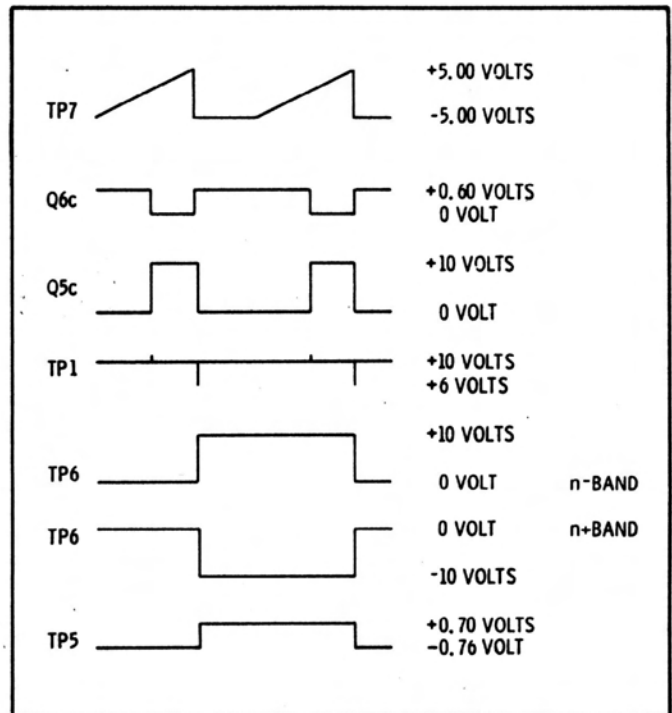 TP7 +5.00 VOLTS
-5.00 VOLTS
Q6c +0.60 VOLTS
0 VOLT
Q5c +10 VOLTS
0 VOLT
TP1 +10 VOLTS
+6 VOLTS
TP6 +10 VOLTS
0 VOLT n-BAND
TP6 0 VOLT n+BAND
-10 VOLTS
TP5 +0.70 VOLTS
-0.76 VOLT